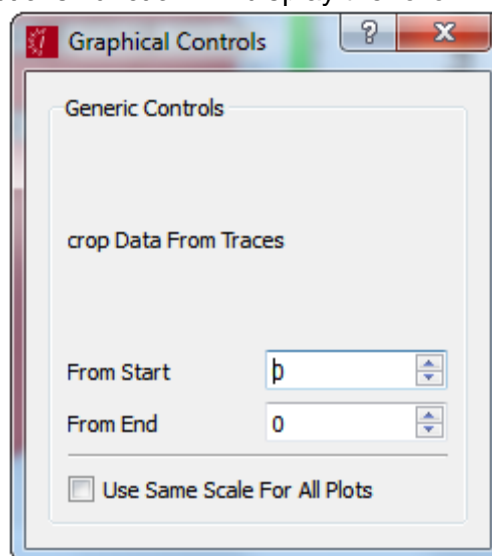 Graphical Controls
?
X
Generic Controls
crop Data From Traces
From Start
0
From End
0
Use Same Scale For All Plots